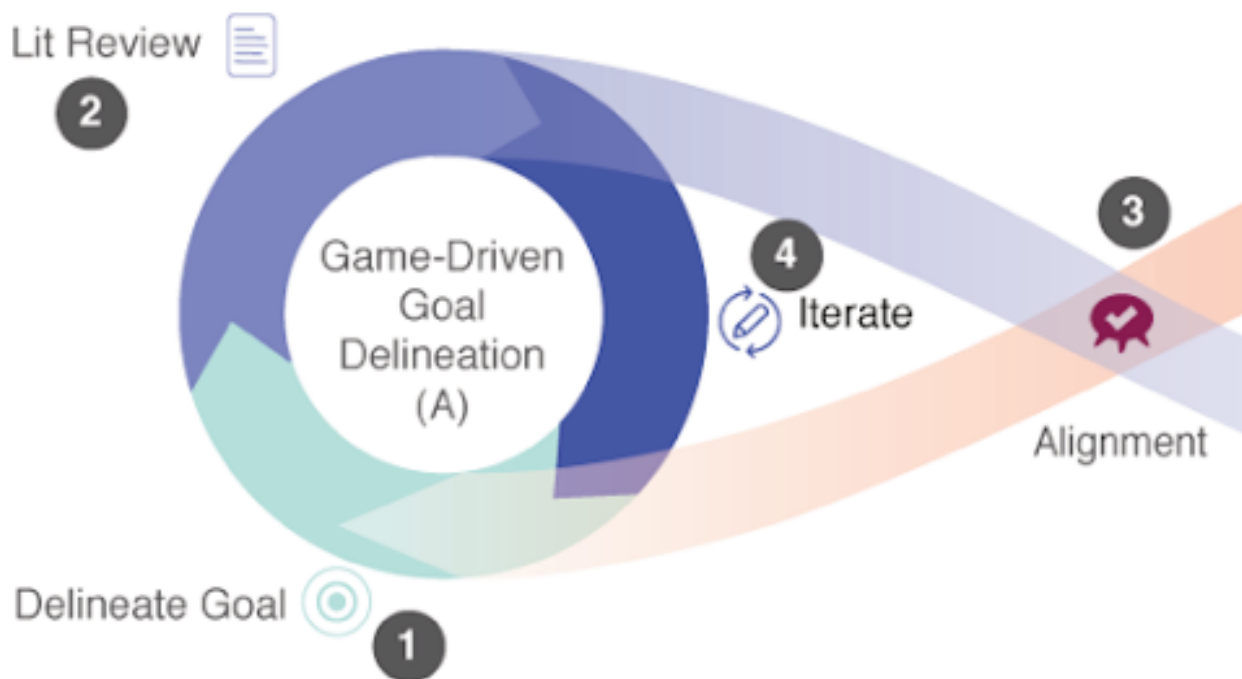 Lit Review
2
3
4
Game-Driven
Goal
Delineation
(A)
Iterate
Alignment
Delineate Goal
1